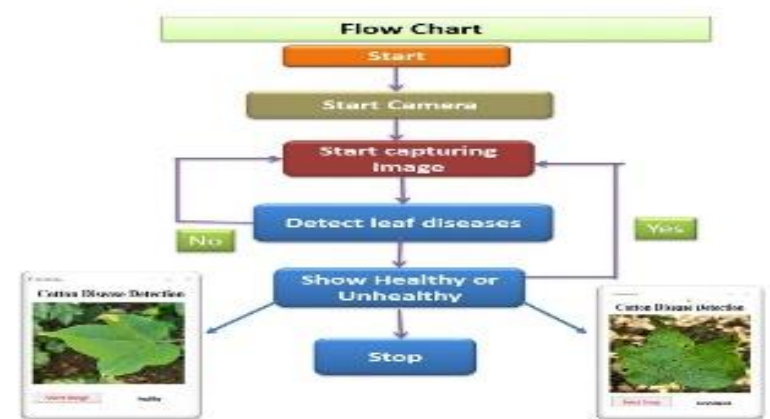 Flow Chart
Start
Start Camera
Start capturing
Image
Detect leaf diseases
No
Yes
Show Healthy or
Unhealthy
Cotton Disease Detection
Cotton Disease Detection
Stop